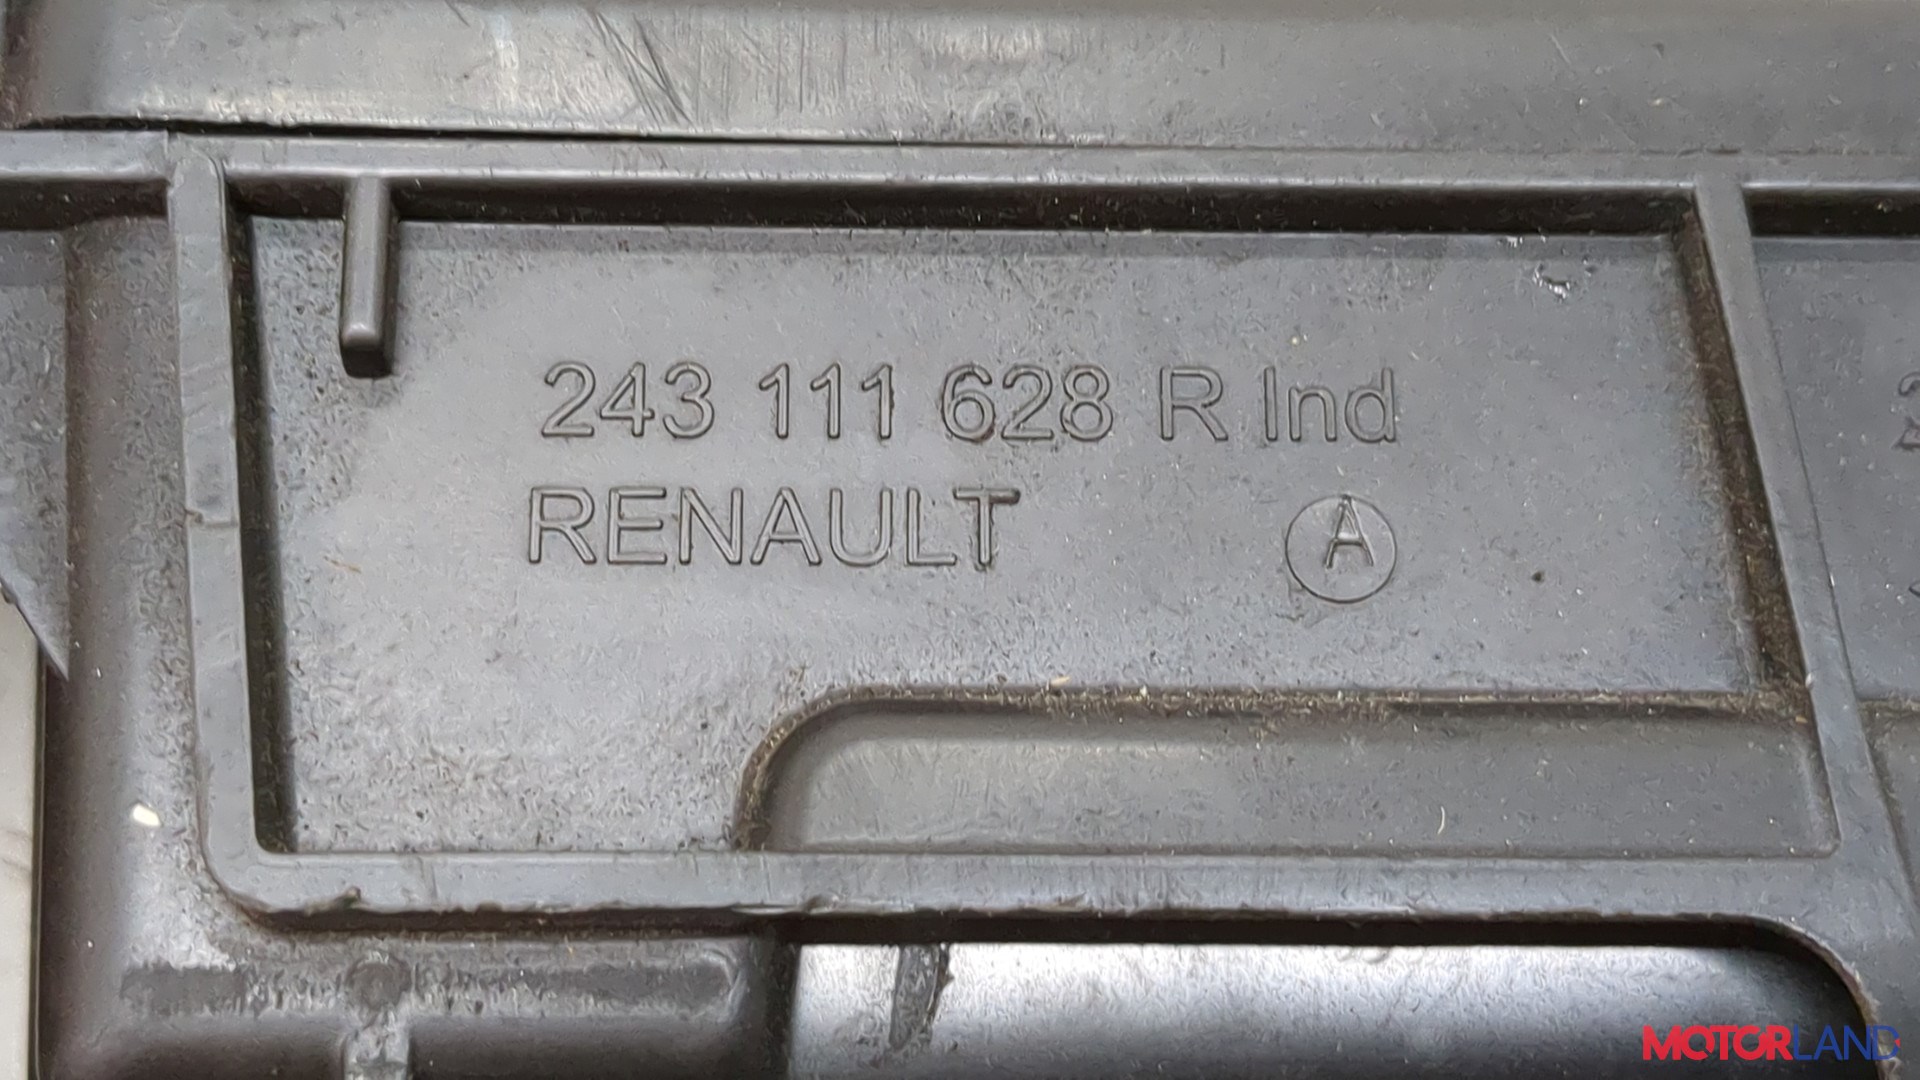 243 111 628 R Ind
RENAULT A
MOTORLAND